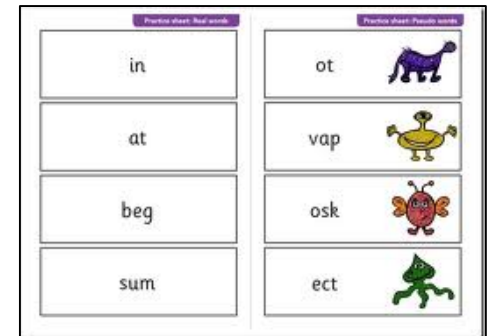 Practice sheet: Real words
in
at
beg
sum
Practice sheet: Pseudo words
ot
vap
osk
ect